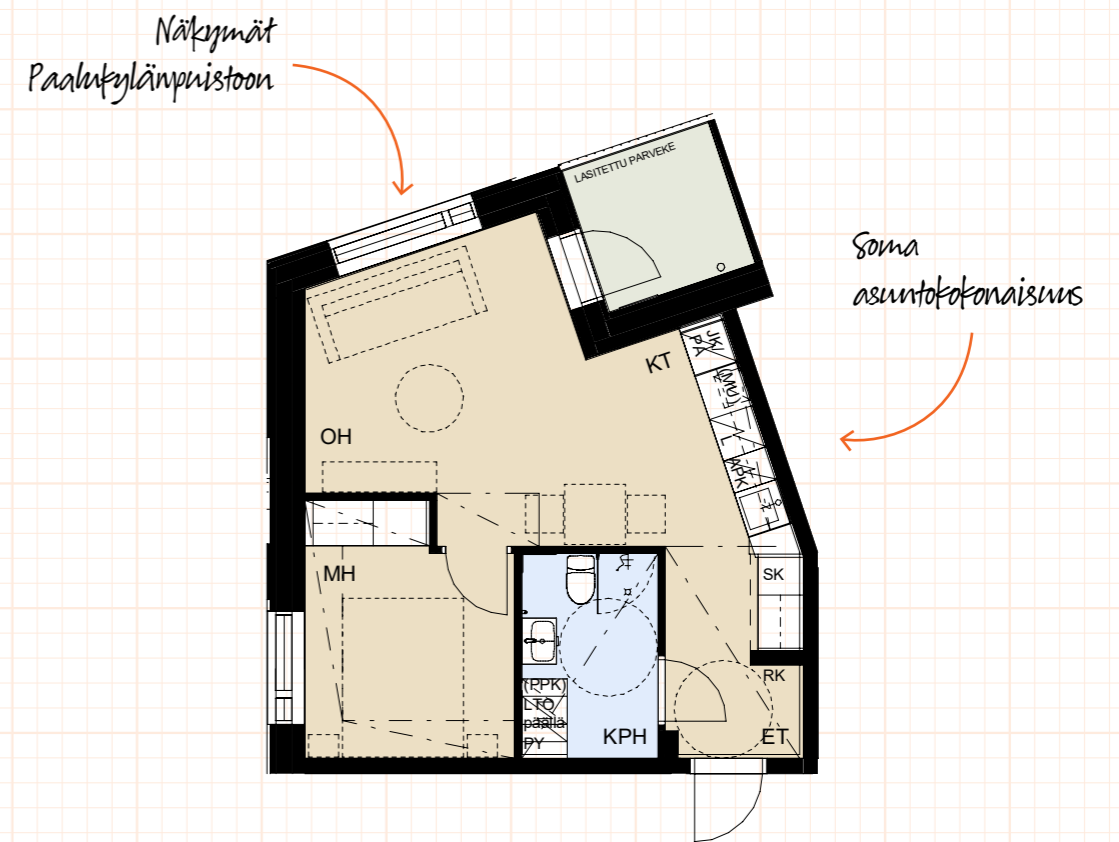 Näkymät
Paalukylänpuistoon
LASITETTU PARVEKE
Soma
asuntokokonaisuus
JK/
PA
KT
(MU)
L
APK
OH
MH
SK
(PPK)
LTO
päällä
PY
KPH
RK
ET